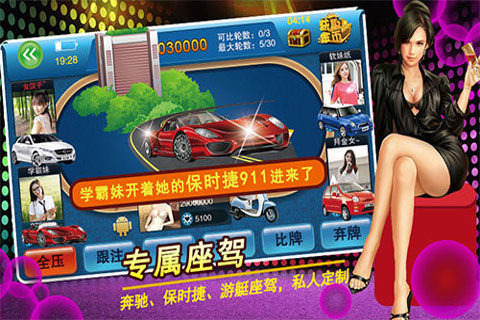 19:28
030000
可比轮数：0/3
最大轮数：5/30
04:14
获取金币
女汉子~
软妹纸
学霸妹
拜金女~
学霸妹开着她的保时捷911进来了
29000000
5100
全压
跟注
比牌
弃牌
专属座驾
奔驰、保时捷、游艇座驾，私人定制